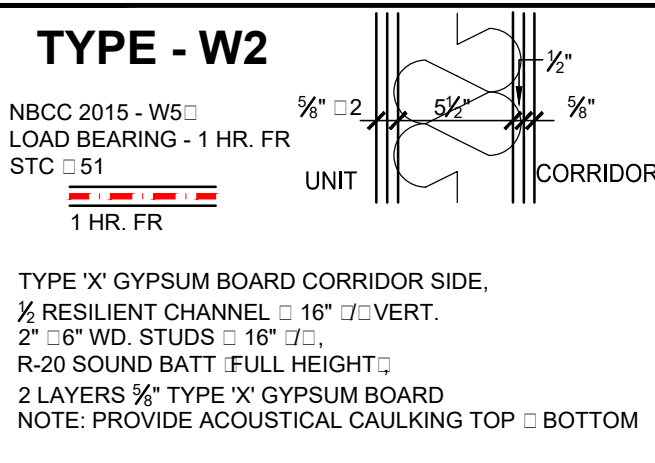 TYPE - W2
NBCC 2015 - W5□
LOAD BEARING - 1 HR. FR
STC □ 51
1 HR. FR
⅝" □2
5½"
½"
⅝"
UNIT
CORRIDOR
TYPE 'X' GYPSUM BOARD CORRIDOR SIDE,
½ RESILIENT CHANNEL □ 16" □/□ VERT.
2" □6" WD. STUDS □ 16" □/□,
R-20 SOUND BATT □FULL HEIGHT□,
2 LAYERS ⅝" TYPE 'X' GYPSUM BOARD
NOTE: PROVIDE ACOUSTICAL CAULKING TOP □ BOTTOM